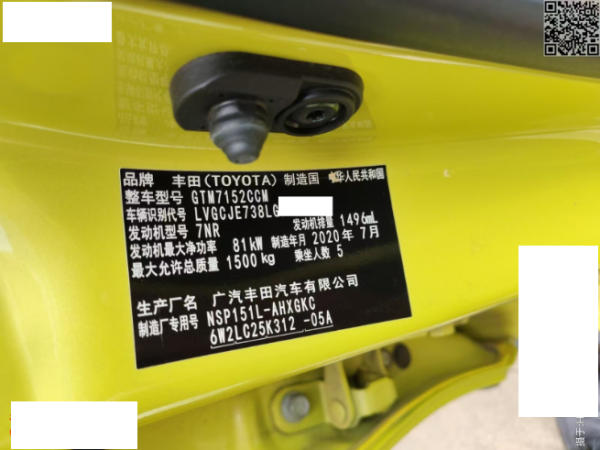 品牌 丰田(TOYOTA) 制造国 中华人民共和国
整车型号 GTM7152CCM
车辆识别代号 LVGCJE738LG
发动机型号 7NR 发动机排量 1496mL
发动机最大净功率 81kW 制造年月 2020年7月
最大允许总质量 1500kg 乘坐人数 5
生产厂名 广汽丰田汽车有限公司
制造厂专用号 NSP151L-AHXGKC
6W2LC25K312 -05A